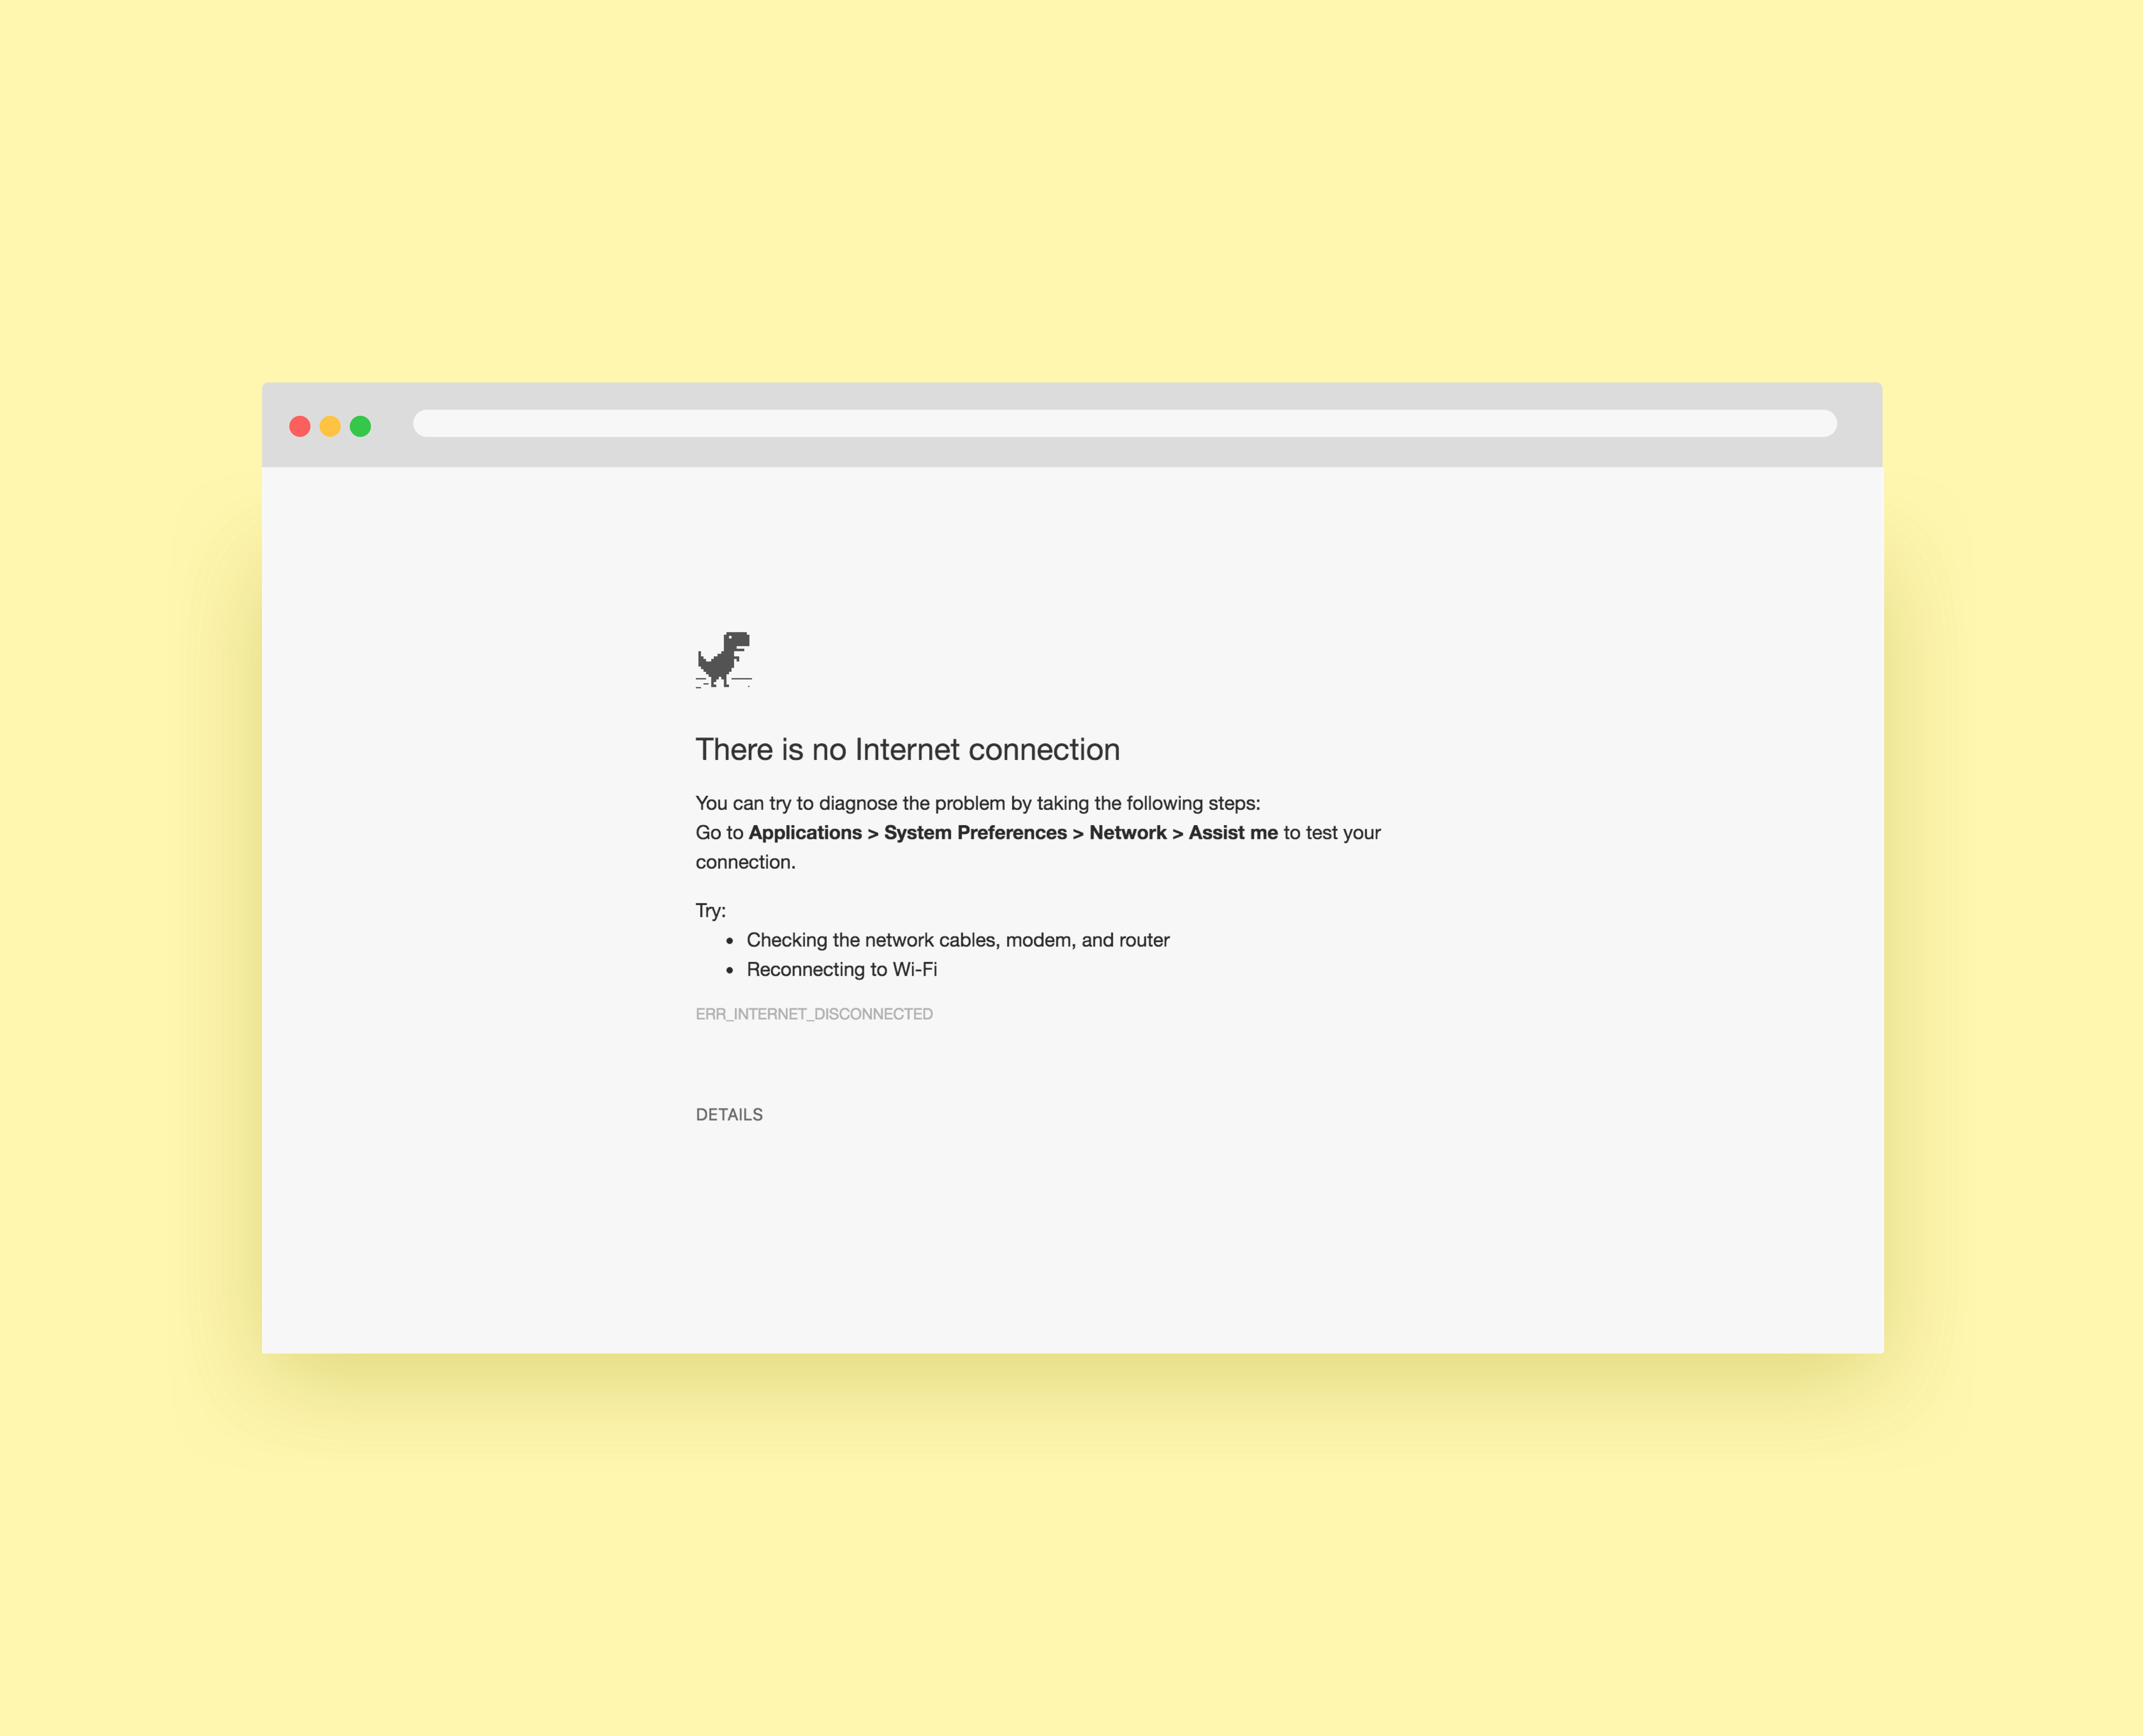 There is no Internet connection
You can try to diagnose the problem by taking the following steps:
Go to Applications > System Preferences > Network > Assist me to test your
connection.
Try:
• Checking the network cables, modem, and router
• Reconnecting to Wi-Fi
ERR_INTERNET_DISCONNECTED
DETAILS